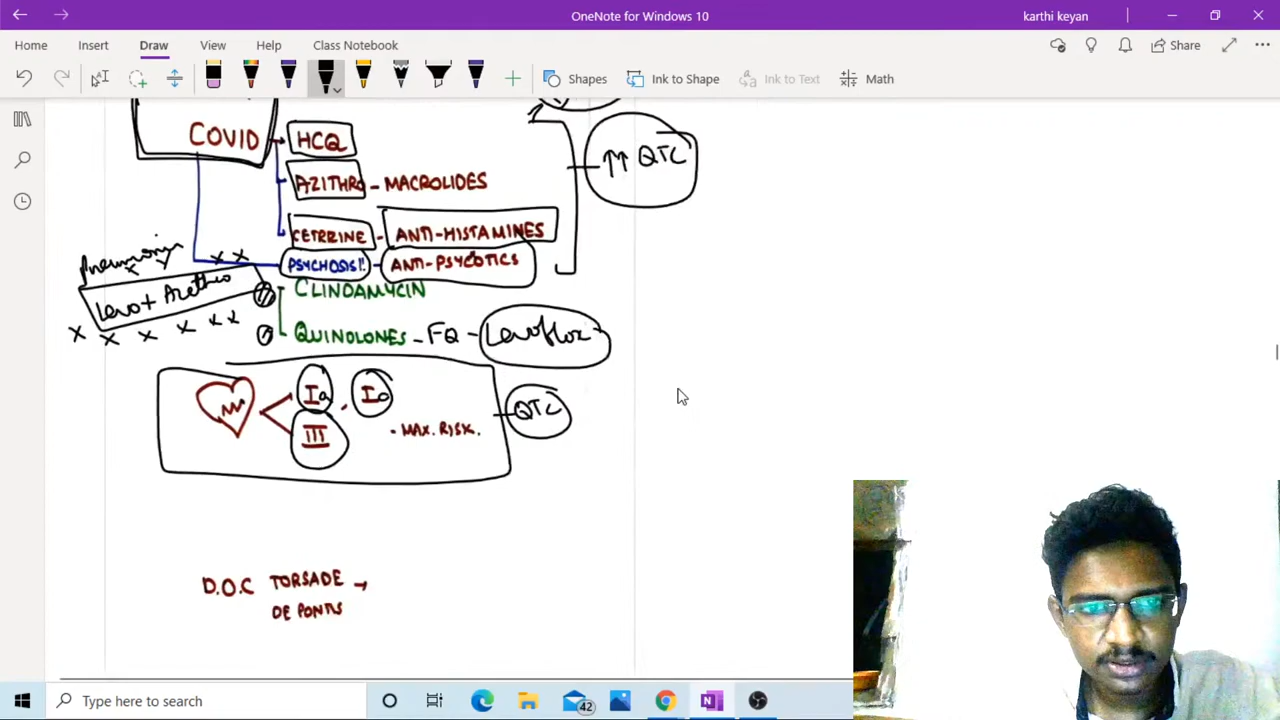 OneNote for Windows 10
karthi keyan
Home Insert Draw View Help Class Notebook
Share
Shapes Ink to Shape Ink to Text Math
COVID HCQ
↑↑ QTC
AZITHRO - MACROLIDES
CETRZINE - ANTI-HISTAMINES
Pneumonia
PSYCHOSIS!! - ANTI-PSYCOTICS
Levo + Azethro
CLINDAMYCIN
QUINOLONES - FQ - Levoflox
Ia, Ic
QTC
III
- MAX. RISK.
D.O.C TORSADE →
DE PONTS
Type here to search
42